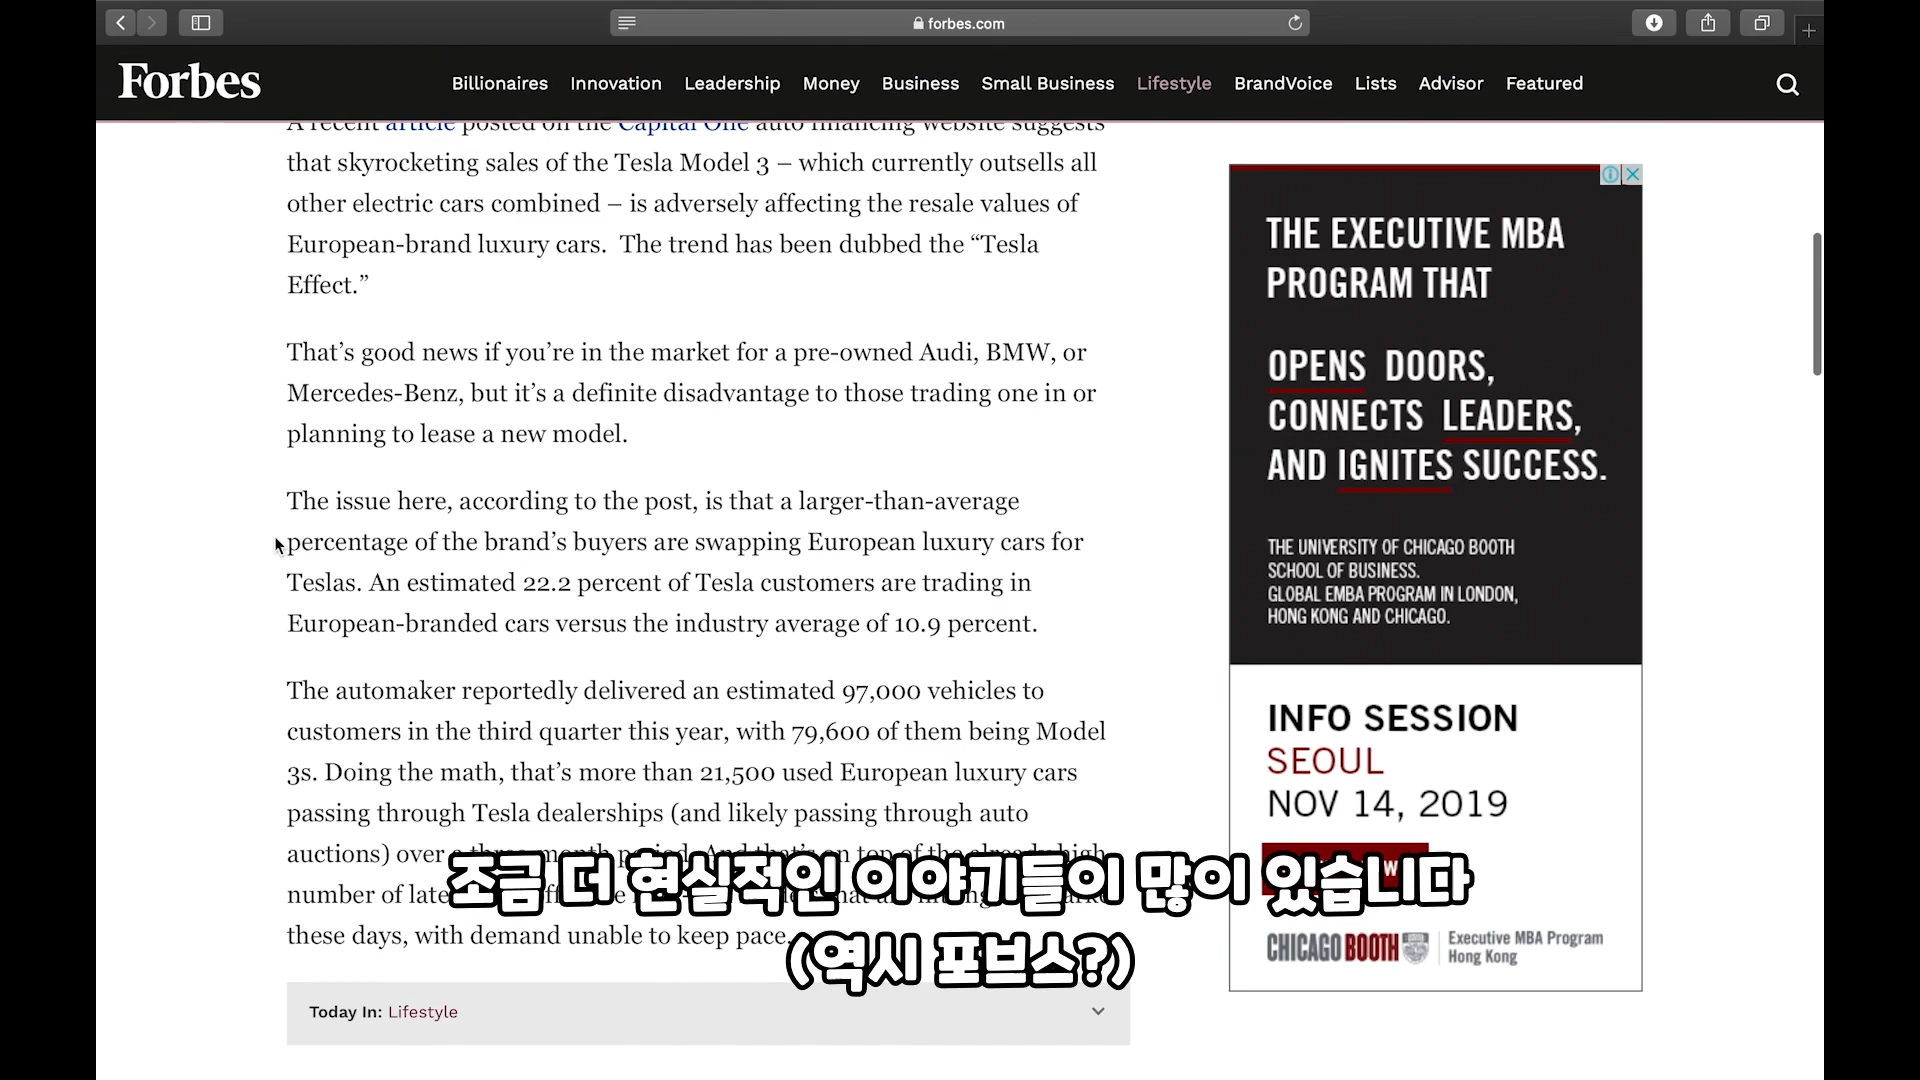 forbes.com
Forbes
Billionaires Innovation Leadership Money Business Small Business Lifestyle BrandVoice Lists Advisor Featured
A recent article posted on the Capital One auto financing website suggests
that skyrocketing sales of the Tesla Model 3 – which currently outsells all
other electric cars combined – is adversely affecting the resale values of
European-brand luxury cars.  The trend has been dubbed the “Tesla
Effect.”
That’s good news if you’re in the market for a pre-owned Audi, BMW, or
Mercedes-Benz, but it’s a definite disadvantage to those trading one in or
planning to lease a new model.
The issue here, according to the post, is that a larger-than-average
percentage of the brand’s buyers are swapping European luxury cars for
Teslas. An estimated 22.2 percent of Tesla customers are trading in
European-branded cars versus the industry average of 10.9 percent.
The automaker reportedly delivered an estimated 97,000 vehicles to
customers in the third quarter this year, with 79,600 of them being Model
3s. Doing the math, that’s more than 21,500 used European luxury cars
passing through Tesla dealerships (and likely passing through auto
auctions) over a three-month period. And that’s on top of the already high
number of late
these days, with demand unable to keep pace.
조금 더 현실적인 이야기들이 많이 있습니다
(역시 포브스?)
Today In: Lifestyle
THE EXECUTIVE MBA
PROGRAM THAT
OPENS DOORS,
CONNECTS LEADERS,
AND IGNITES SUCCESS.
THE UNIVERSITY OF CHICAGO BOOTH
SCHOOL OF BUSINESS.
GLOBAL EMBA PROGRAM IN LONDON,
HONG KONG AND CHICAGO.
INFO SESSION
SEOUL
NOV 14, 2019
CHICAGO BOOTH
Executive MBA Program
Hong Kong